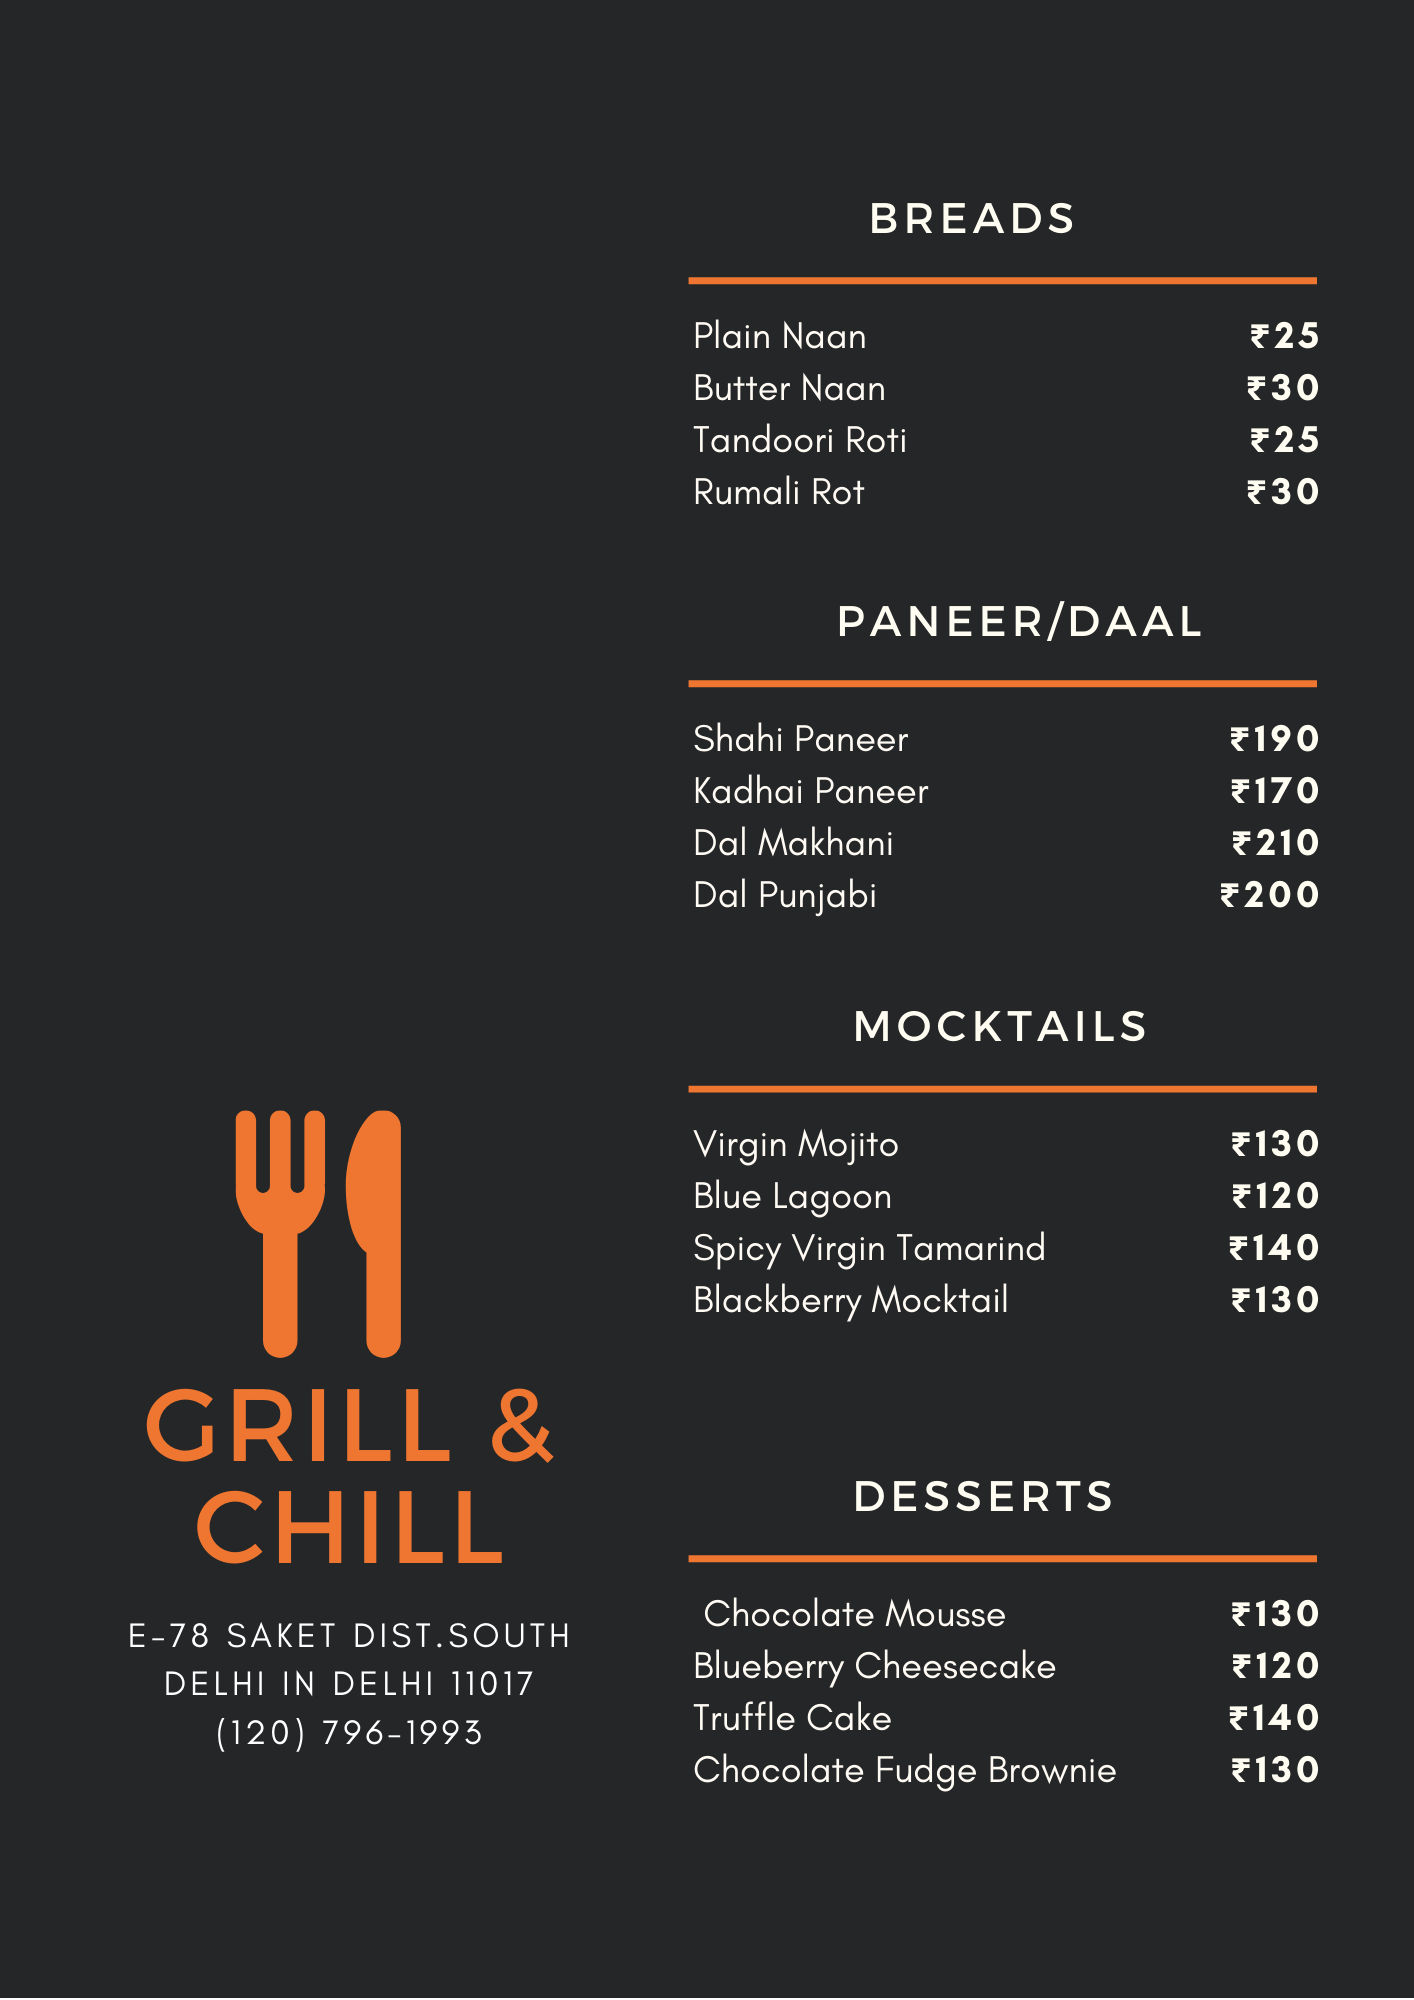 BREADS
Plain Naan ₹25
Butter Naan ₹30
Tandoori Roti ₹25
Rumali Rot ₹30
PANEER/DAAL
Shahi Paneer ₹190
Kadhai Paneer ₹170
Dal Makhani ₹210
Dal Punjabi ₹200
MOCKTAILS
Virgin Mojito ₹130
Blue Lagoon ₹120
Spicy Virgin Tamarind ₹140
Blackberry Mocktail ₹130
DESSERTS
Chocolate Mousse ₹130
Blueberry Cheesecake ₹120
Truffle Cake ₹140
Chocolate Fudge Brownie ₹130
GRILL &
CHILL
E-78 SAKET DIST.SOUTH
DELHI IN DELHI 11017
(120) 796-1993